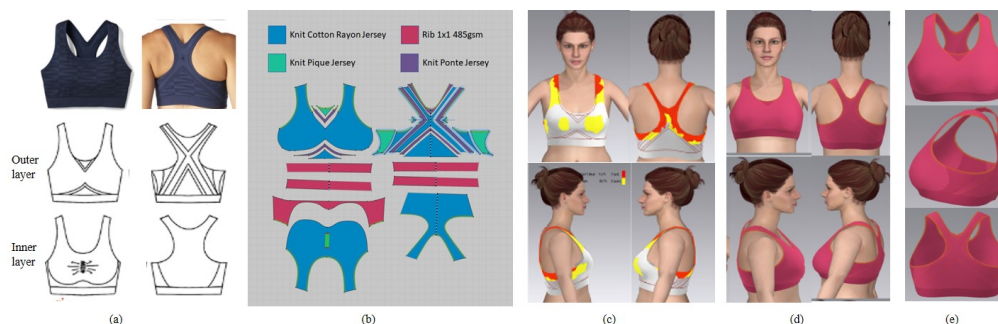 Knit Cotton Rayon Jersey
Rib 1x1 485gsm
Knit Pique Jersey
Knit Ponte Jersey
Outer
layer
Inner
layer
(a)
(b)
(c)
(d)
(e)